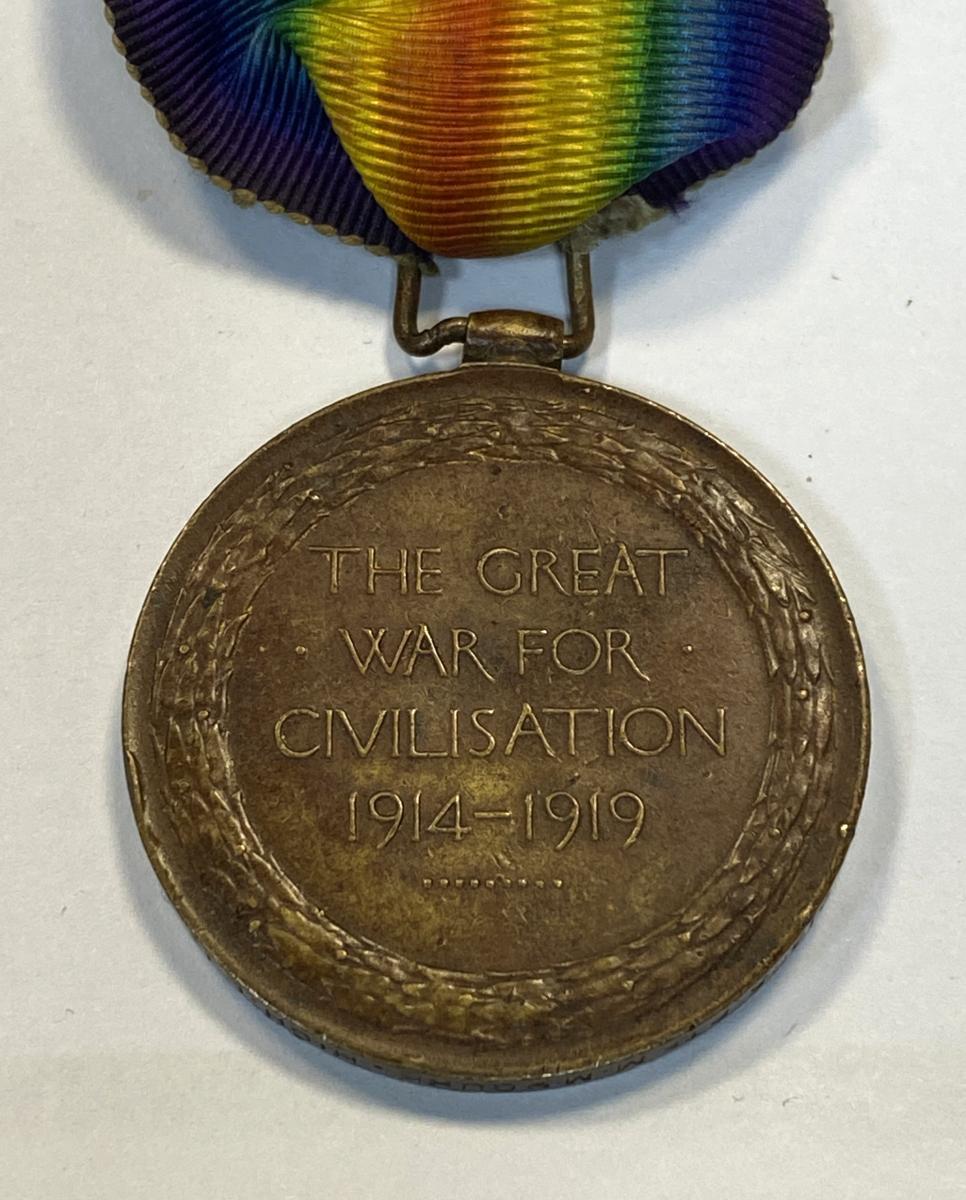 THE GREAT
· WAR FOR ·
CIVILISATION
1914–1919